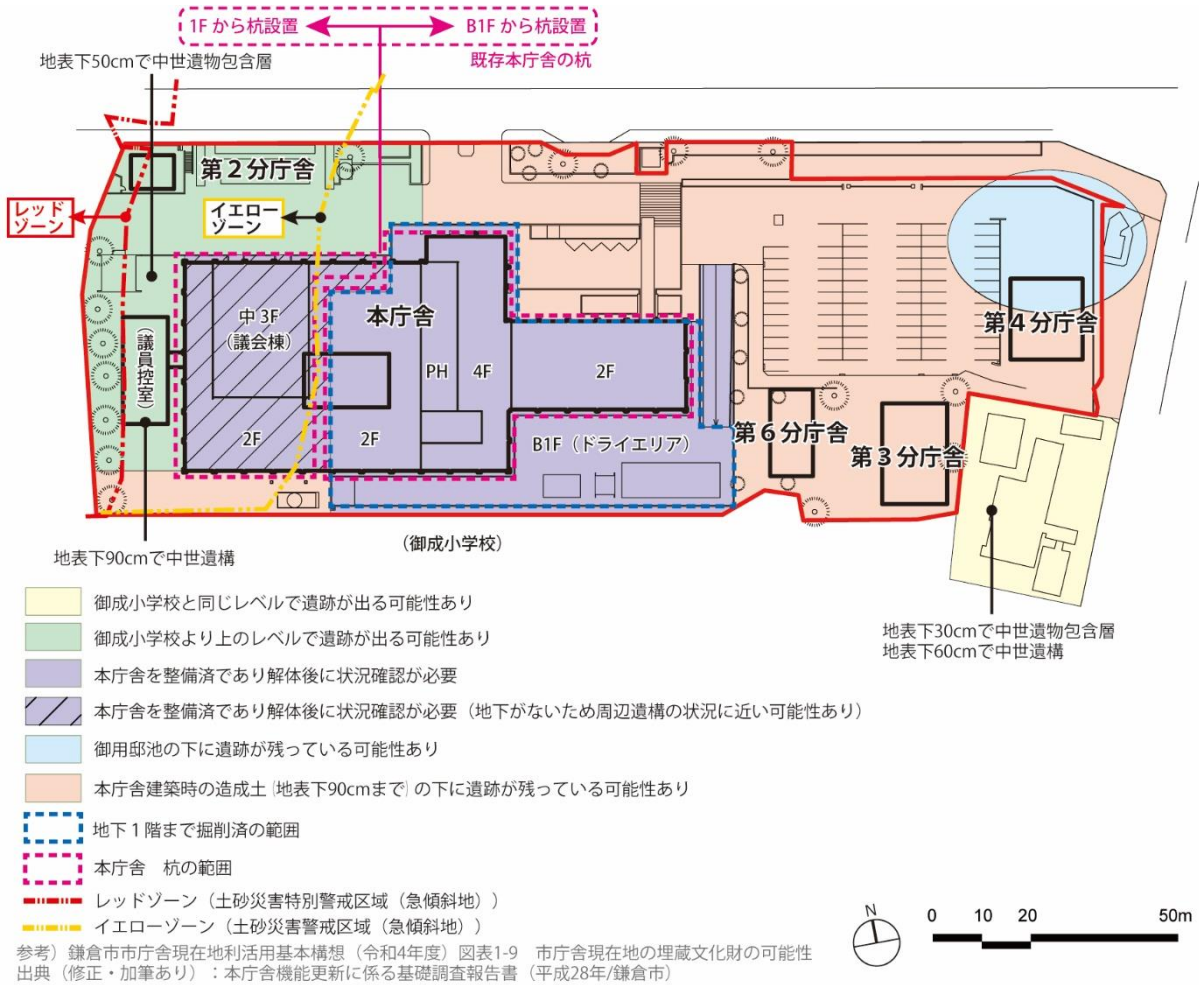 1Fから杭設置
B1Fから杭設置
既存本庁舎の杭
地表下50cmで中世遺物包含層
第2分庁舎
レッド
ゾーン
イエロー
ゾーン
中3F
(議会棟)
(議員控室)
本庁舎
PH
4F
2F
2F
2F
B1F(ドライエリア)
第4分庁舎
第6分庁舎
第3分庁舎
(御成小学校)
地表下90cmで中世遺構
地表下30cmで中世遺物包含層
地表下60cmで中世遺構
御成小学校と同じレベルで遺跡が出る可能性あり
御成小学校より上のレベルで遺跡が出る可能性あり
本庁舎を整備済であり解体後に状況確認が必要
本庁舎を整備済であり解体後に状況確認が必要(地下がないため周辺遺構の状況に近い可能性あり)
御用邸池の下に遺跡が残っている可能性あり
本庁舎建築時の造成土(地表下90cmまで)の下に遺跡が残っている可能性あり
地下1階まで掘削済の範囲
本庁舎 杭の範囲
レッドゾーン(土砂災害特別警戒区域(急傾斜地))
イエローゾーン(土砂災害警戒区域(急傾斜地))
N
0 10 20 50m
参考)鎌倉市市庁舎現在地利活用基本構想(令和4年度)図表1-9 市庁舎現在地の埋蔵文化財の可能性
出典(修正・加筆あり):本庁舎機能更新に係る基礎調査報告書(平成28年/鎌倉市)